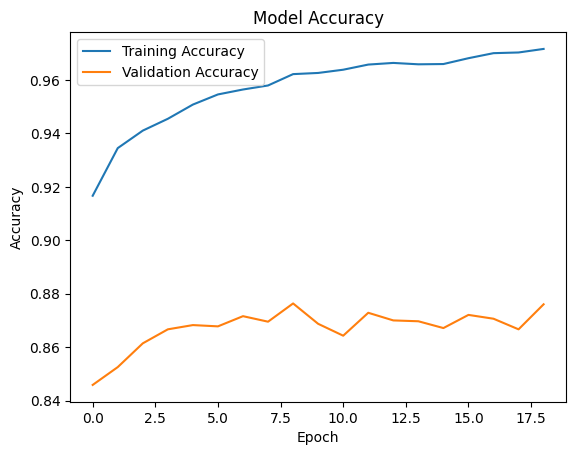 Model Accuracy
Training Accuracy
Validation Accuracy
0.96
0.94
0.92
0.90
0.88
0.86
0.84
Accuracy
0.0 2.5 5.0 7.5 10.0 12.5 15.0 17.5
Epoch